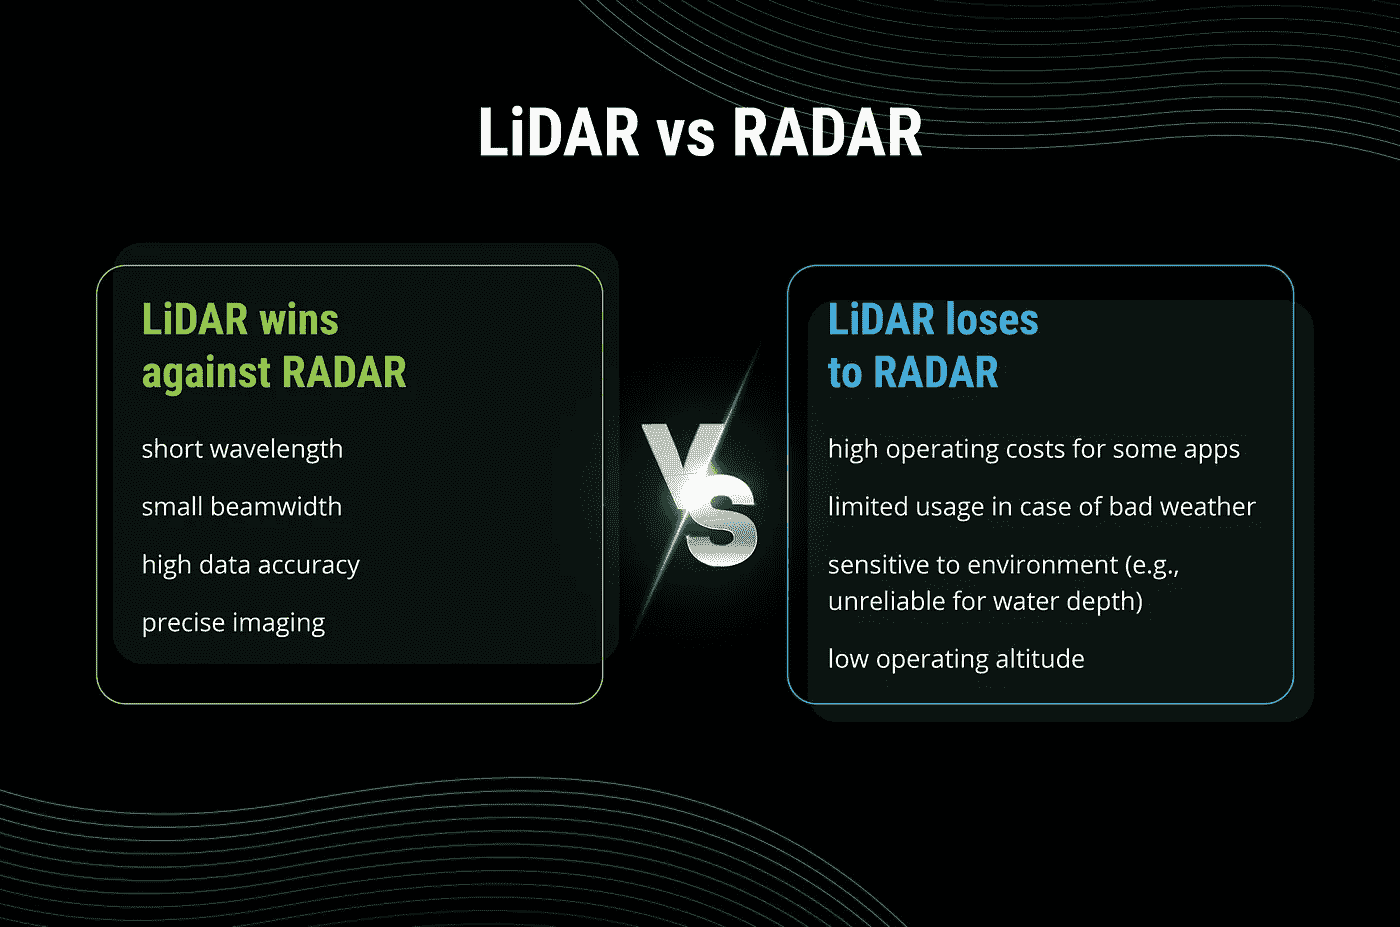 LiDAR vs RADAR
LiDAR wins
against RADAR
short wavelength
small beamwidth
high data accuracy
precise imaging
VS
LiDAR loses
to RADAR
high operating costs for some apps
limited usage in case of bad weather
sensitive to environment (e.g.,
unreliable for water depth)
low operating altitude